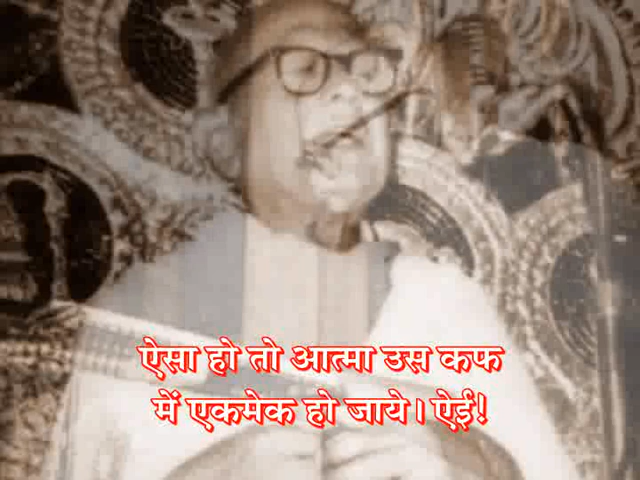 ऐसा हो तो आत्मा उस कफ
में एकमेक हो जाये। ऐई!